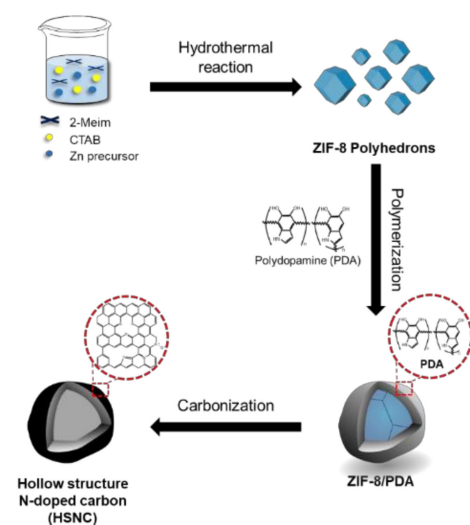 Hydrothermal
reaction
2-Meim
CTAB
Zn precursor
ZIF-8 Polyhedrons
Polymerization
Polydopamine (PDA)
PDA
Carbonization
Hollow structure
N-doped carbon
(HSNC)
ZIF-8/PDA